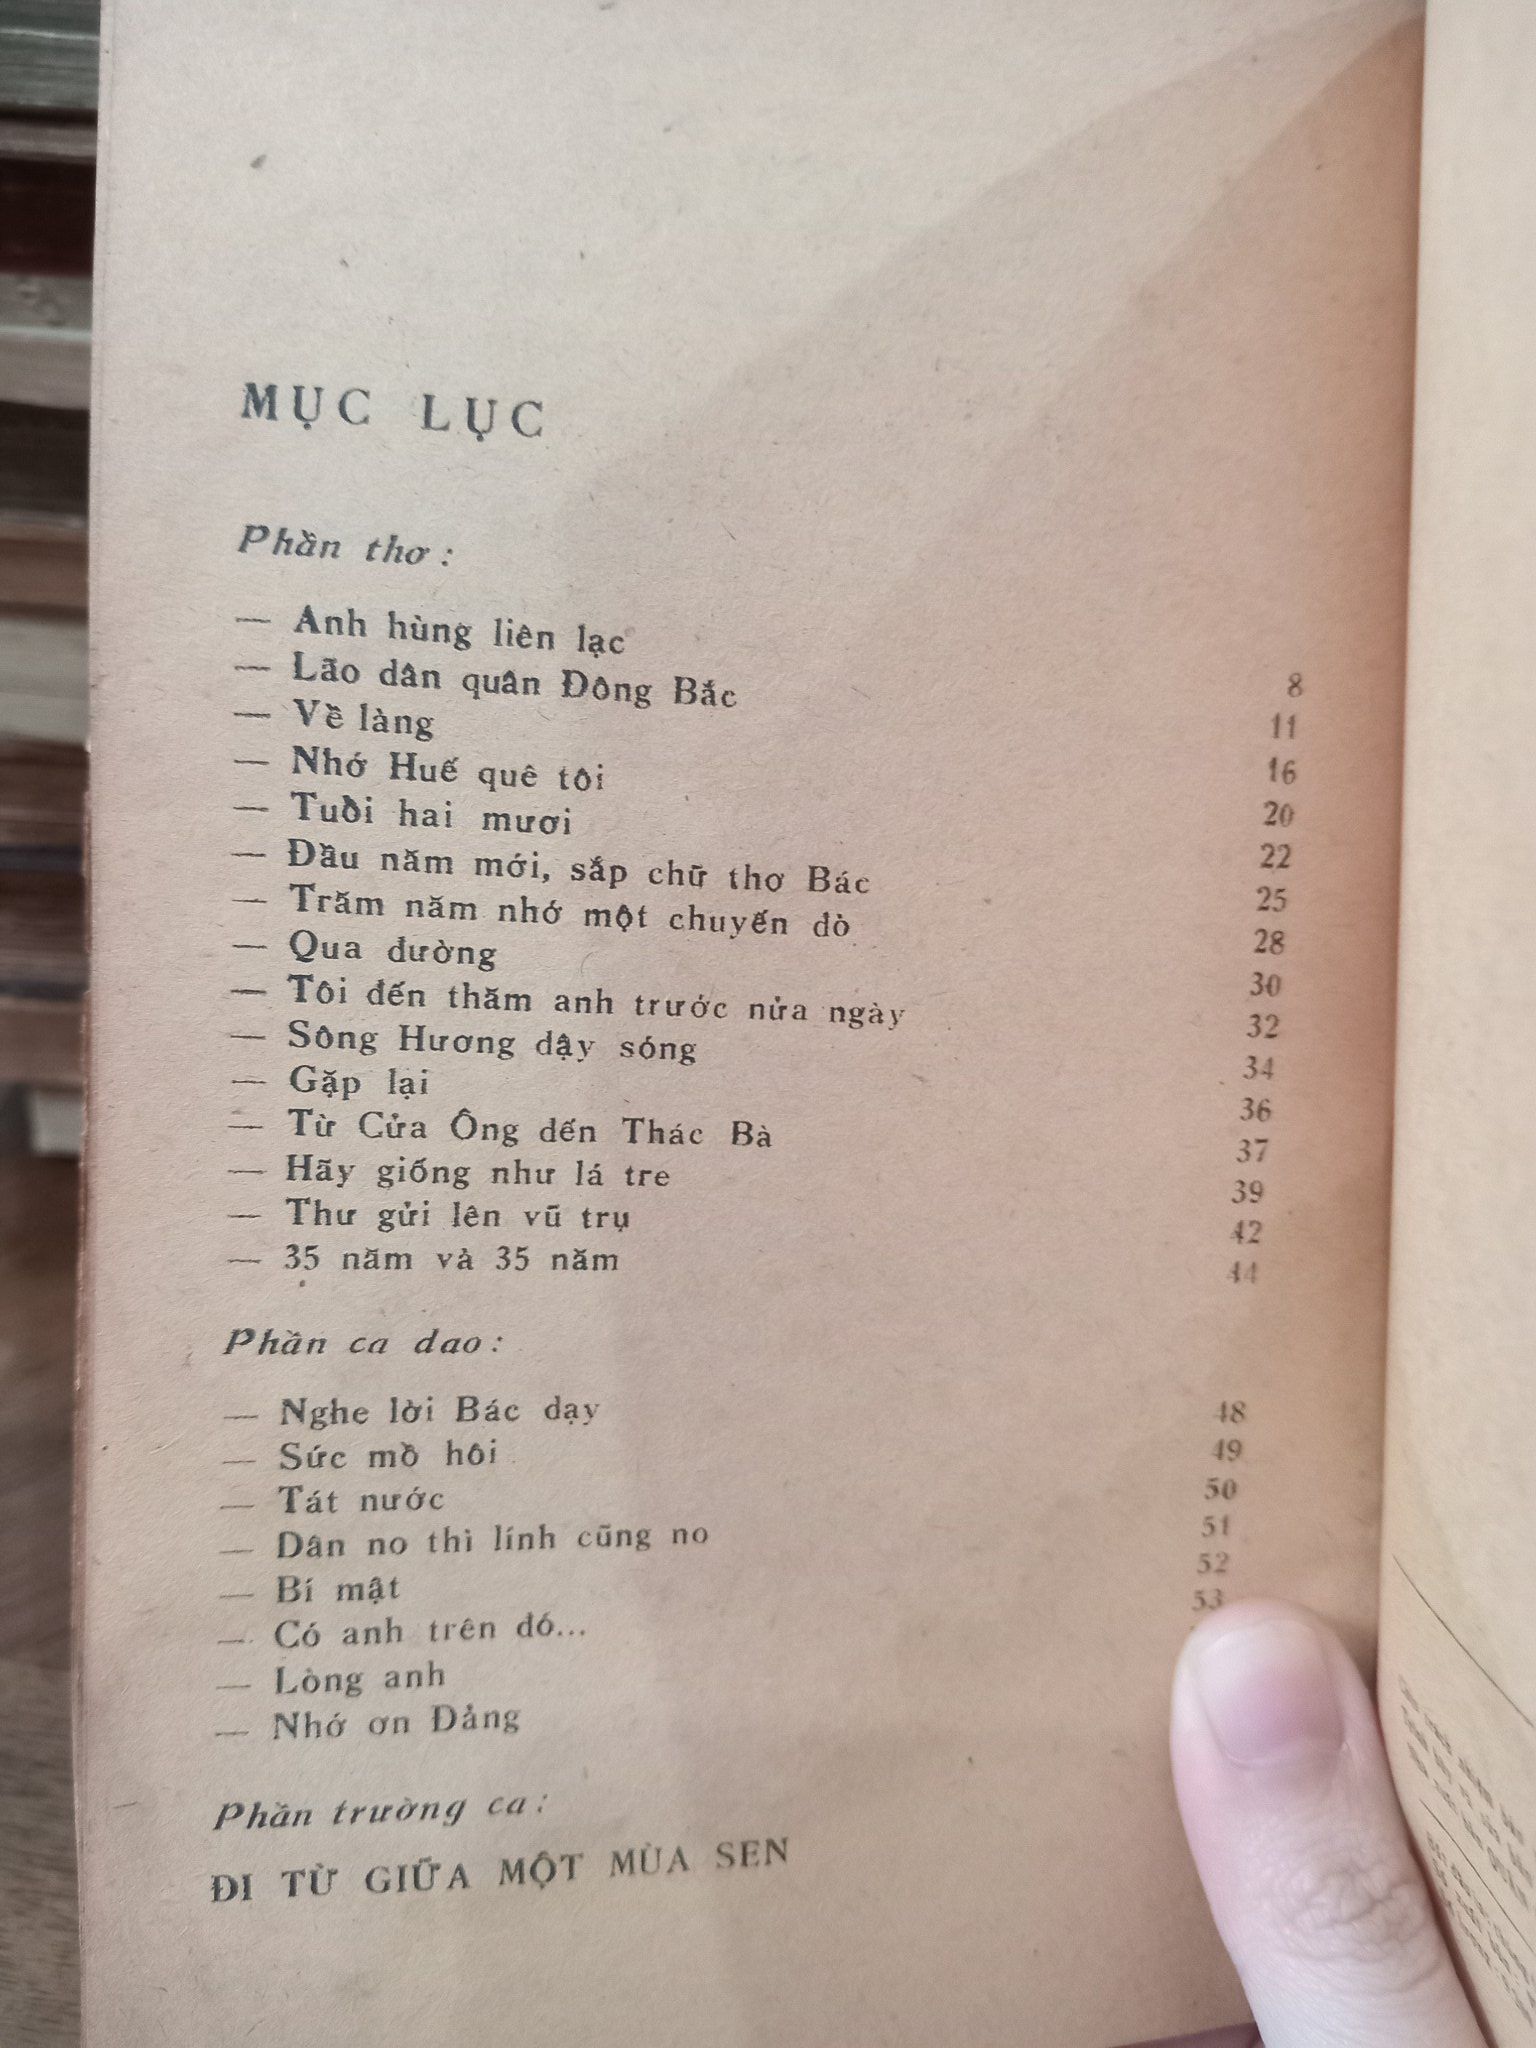 MỤC LỤC
Phần thơ :
— Anh hùng liên lạc 8
— Lão dân quân Đông Bắc 11
— Về làng 16
— Nhớ Huế quê tôi 20
— Tuổi hai mươi 22
— Đầu năm mới, sắp chữ thơ Bác 25
— Trăm năm nhớ một chuyến đò 28
— Qua đường 30
— Tôi đến thăm anh trước nửa ngày 32
— Sông Hương dậy sóng 34
— Gặp lại 36
— Từ Cửa Ông đến Thác Bà 37
— Hãy giống như lá tre 39
— Thư gửi lên vũ trụ 42
— 35 năm và 35 năm 44
Phần ca dao :
— Nghe lời Bác dạy 48
— Sức mồ hôi 49
— Tát nước 50
— Dân no thì lính cũng no 51
— Bí mật 52
— Có anh trên đó... 53
— Lòng anh
— Nhớ ơn Đảng
Phần trường ca :
ĐI TỪ GIỮA MỘT MÙA SEN